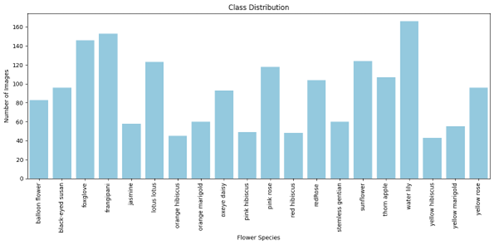 Class Distribution
Number of Images
160
140
120
100
80
60
40
20
0
balloon flower
black-eyed susan
foxglove
frangipani
jasmine
lotus lotus
orange hibiscus
orange marigold
oxeye daisy
pink hibiscus
pink rose
red hibiscus
redRose
stemless gentian
sunflower
thorn apple
water lily
yellow hibiscus
yellow marigold
yellow rose
Flower Species